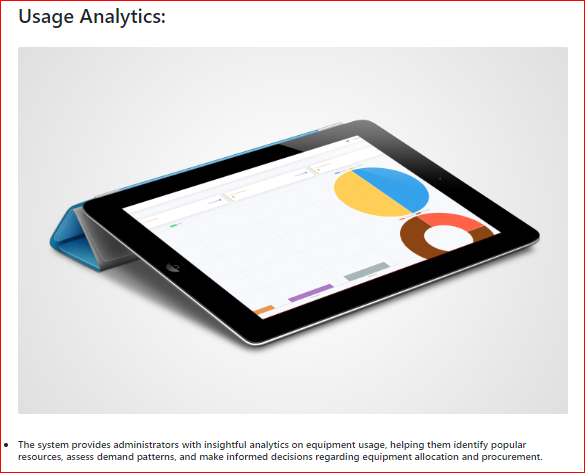 Usage Analytics:
The system provides administrators with insightful analytics on equipment usage, helping them identify popular
resources, assess demand patterns, and make informed decisions regarding equipment allocation and procurement.